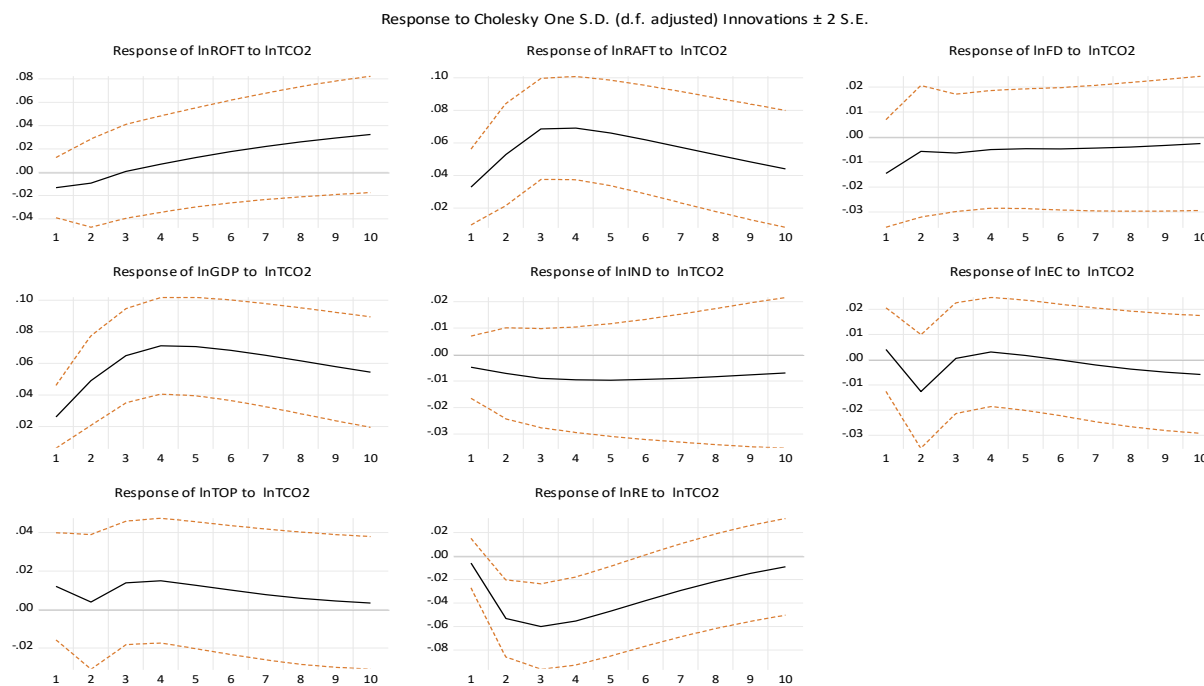 Response to Cholesky One S.D. (d.f. adjusted) Innovations ± 2 S.E.
Response of lnROFT to lnTCO2
.08
.06
.04
.02
.00
-.02
-.04
1 2 3 4 5 6 7 8 9 10
Response of lnRAFT to lnTCO2
.10
.08
.06
.04
.02
1 2 3 4 5 6 7 8 9 10
Response of lnFD to lnTCO2
.02
.01
.00
-.01
-.02
-.03
1 2 3 4 5 6 7 8 9 10
Response of lnGDP to lnTCO2
.10
.08
.06
.04
.02
1 2 3 4 5 6 7 8 9 10
Response of lnIND to lnTCO2
.02
.01
.00
-.01
-.02
-.03
1 2 3 4 5 6 7 8 9 10
Response of lnEC to lnTCO2
.02
.01
.00
-.01
-.02
-.03
1 2 3 4 5 6 7 8 9 10
Response of lnTOP to lnTCO2
.04
.02
.00
-.02
1 2 3 4 5 6 7 8 9 10
Response of lnRE to lnTCO2
.02
.00
-.02
-.04
-.06
-.08
1 2 3 4 5 6 7 8 9 10